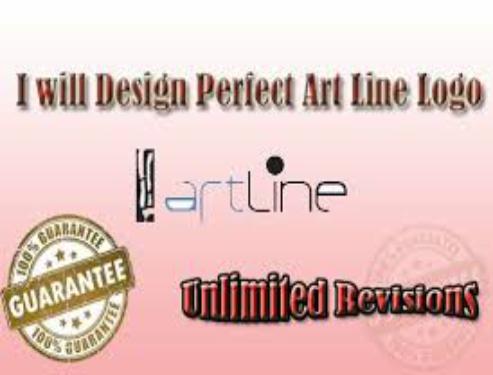 I will Design Perfect Art Line Logo
artLine
100% GUARANTEE
GUARANTEE
100% GUARANTEE
Unlimited Revisions